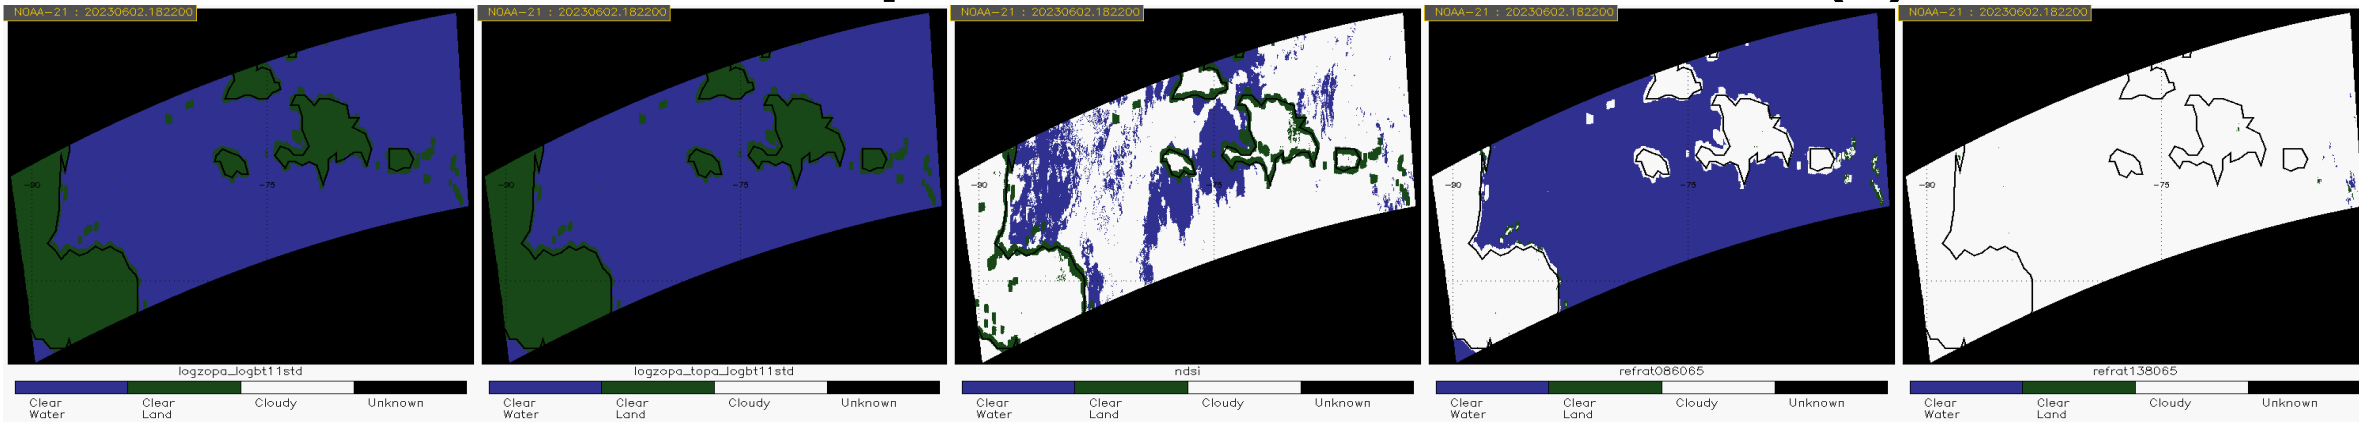 NOAA-21 : 20230602.182200
-90
-75
logzopa_logbt11std
Clear Water
Clear Land
Cloudy
Unknown
NOAA-21 : 20230602.182200
-90
-75
logzopa_topa_logbt11std
Clear Water
Clear Land
Cloudy
Unknown
NOAA-21 : 20230602.182200
-90
-75
ndsi
Clear Water
Clear Land
Cloudy
Unknown
NOAA-21 : 20230602.182200
-90
-75
refrat086065
Clear Water
Clear Land
Cloudy
Unknown
NOAA-21 : 20230602.182200
-90
-75
refrat138065
Clear Water
Clear Land
Cloudy
Unknown